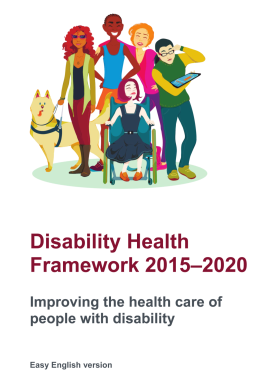 Disability Health
Framework 2015–2020
Improving the health care of
people with disability
Easy English version